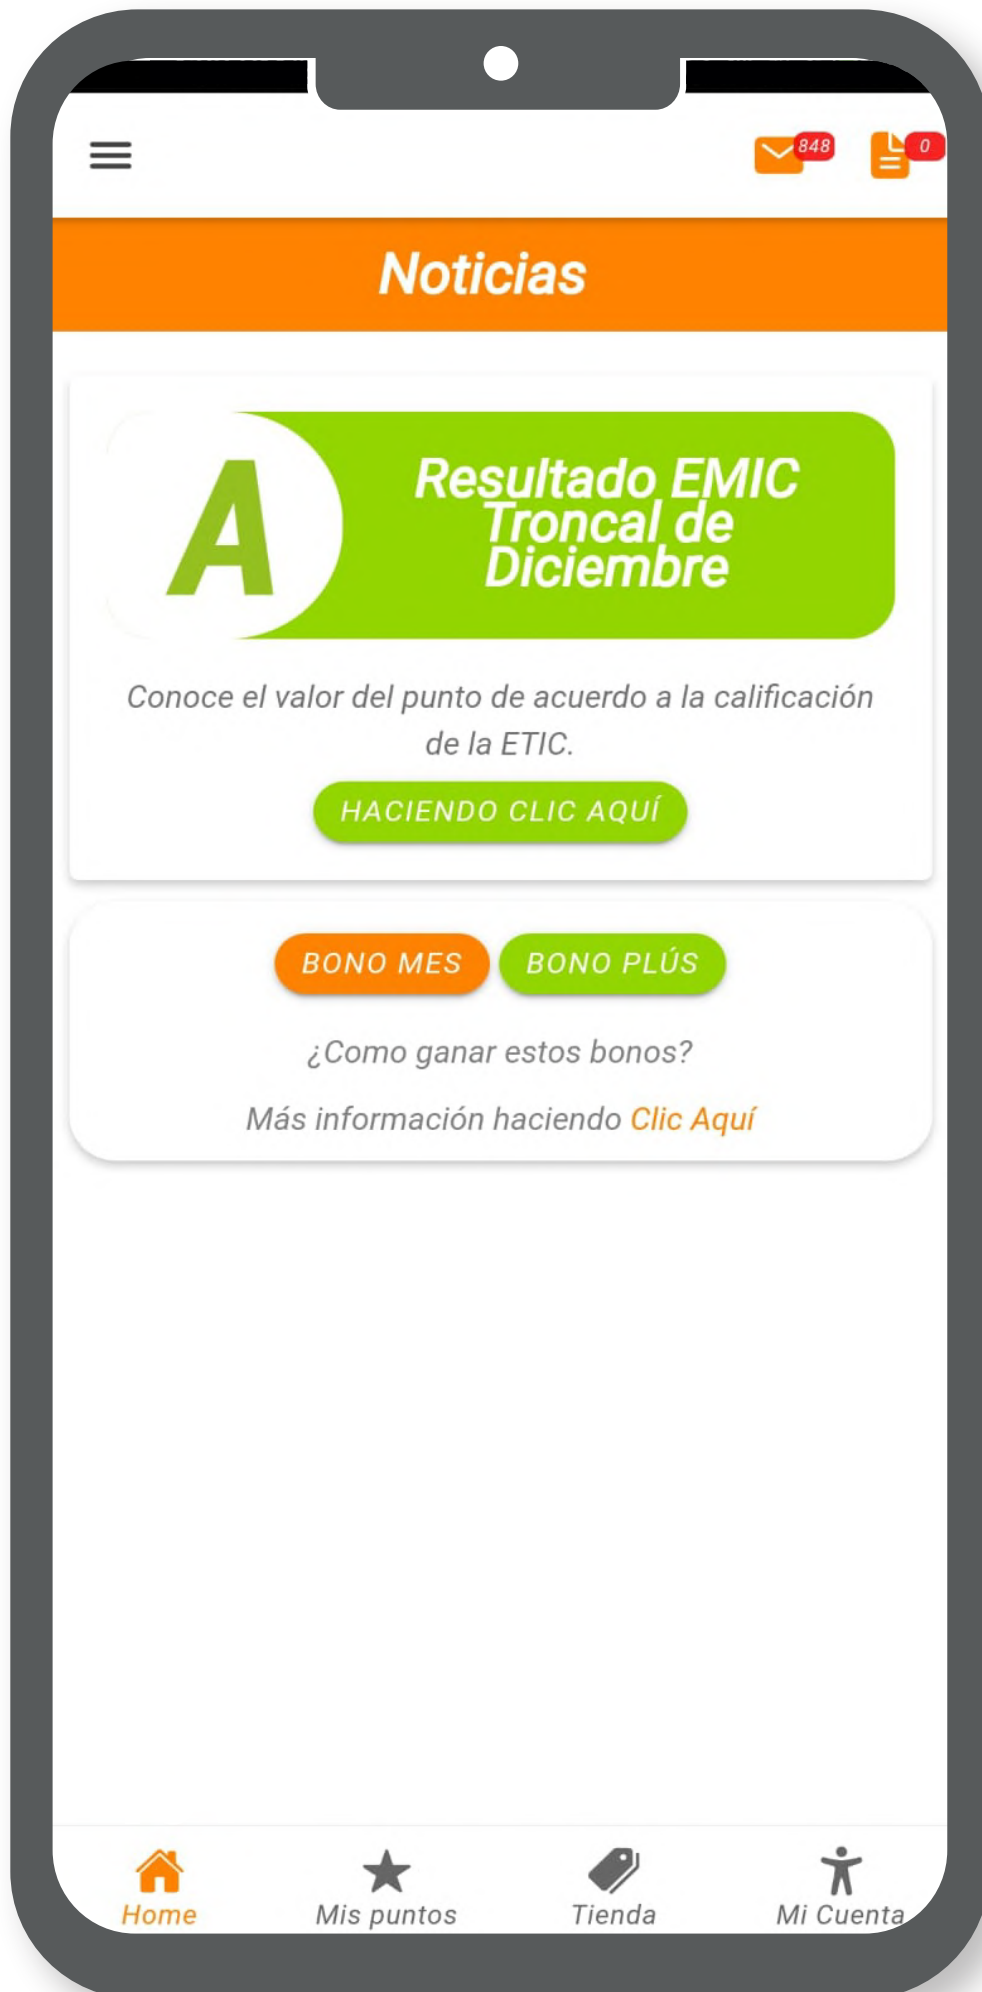 848
0
Noticias
A
Resultado EMIC
Troncal de
Diciembre
Conoce el valor del punto de acuerdo a la calificación
de la ETIC.
HACIENDO CLIC AQUÍ
BONO MES
BONO PLÚS
¿Como ganar estos bonos?
Más información haciendo Clic Aquí
Home
Mis puntos
Tienda
Mi Cuenta